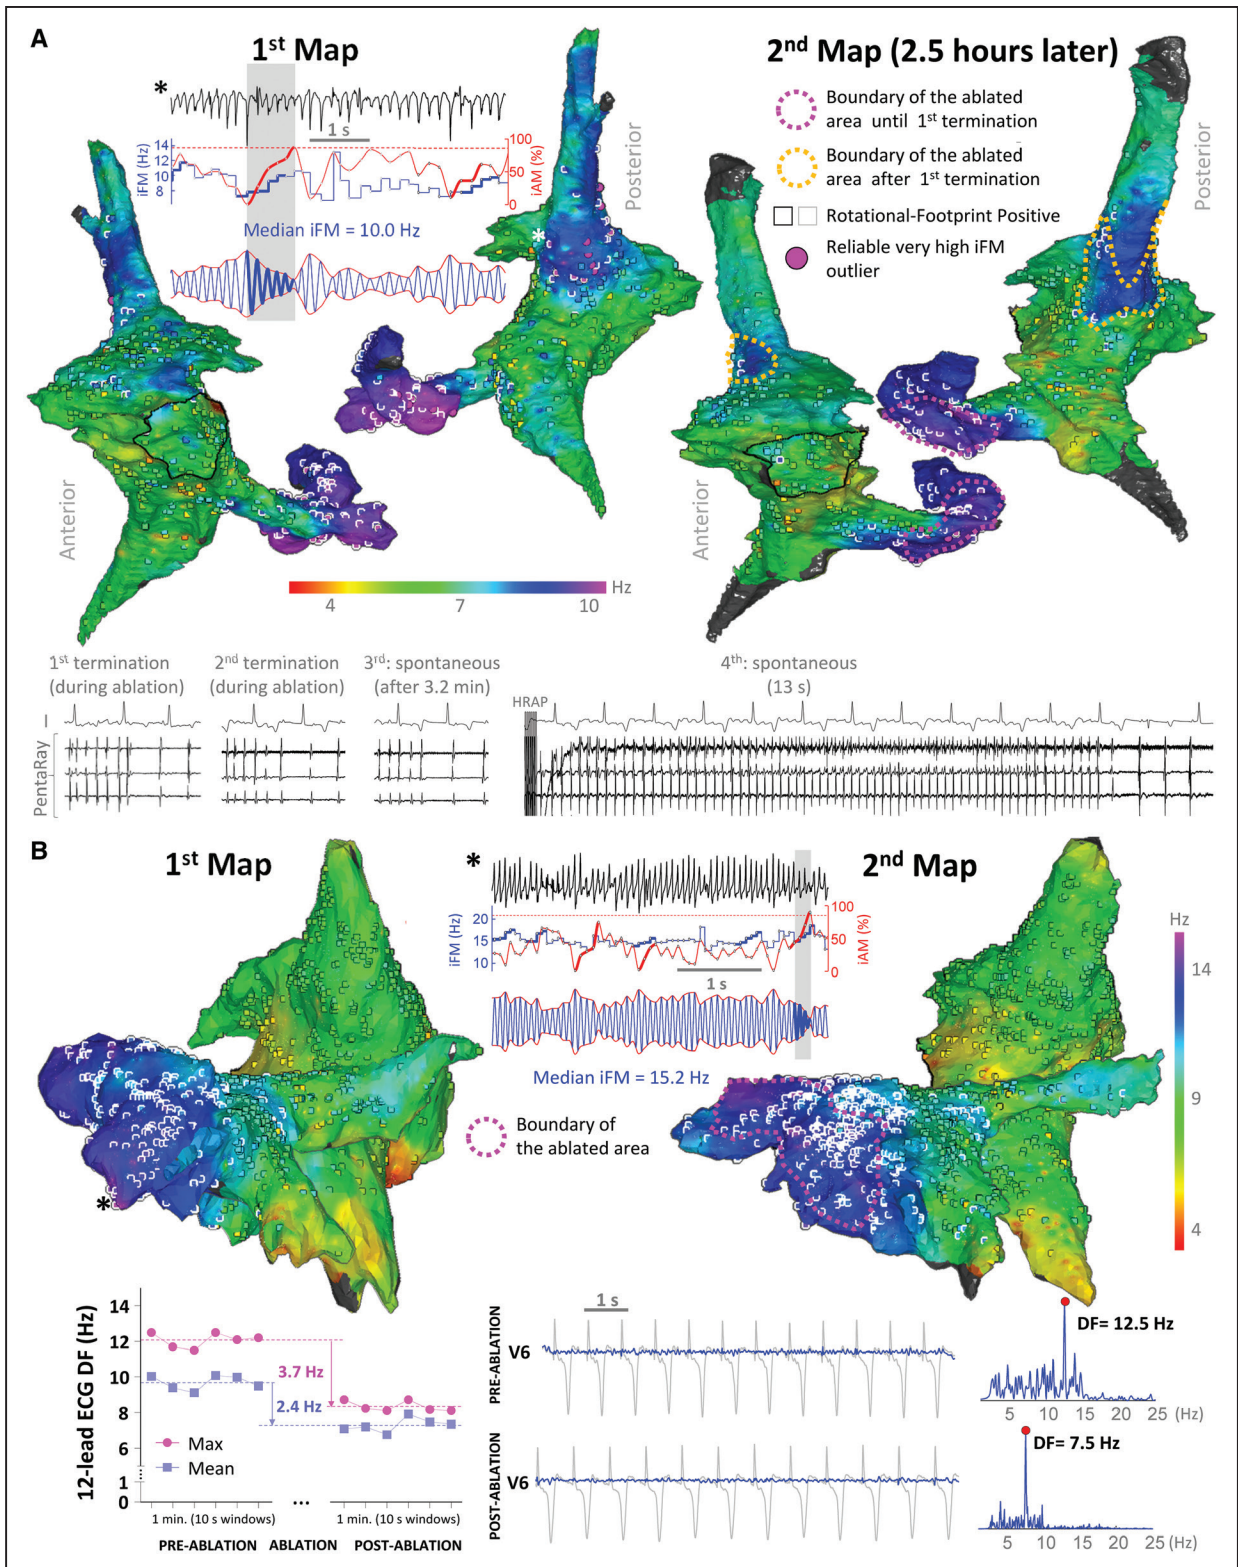 A
1st Map
2nd Map (2.5 hours later)
*
1 s
14
12
10
8
iFM (Hz)
100
50
0
iAM (%)
Median iFM = 10.0 Hz
*
Posterior
Anterior
Boundary of the ablated
area until 1st termination
Boundary of the ablated
area after 1st termination
Rotational-Footprint Positive
Reliable very high iFM
outlier
Posterior
Anterior
Hz
4 7 10
1st termination
(during ablation)
2nd termination
(during ablation)
3rd: spontaneous
(after 3.2 min)
4th: spontaneous
(13 s)
HRAP
I
PentaRay
B
1st Map
2nd Map
*
20
15
10
iFM (Hz)
100
50
0
iAM (%)
1 s
Median iFM = 15.2 Hz
Boundary of
the ablated area
*
Hz
14
9
4
12-lead ECG DF (Hz)
14
12
10
8
6
1
0
3.7 Hz
2.4 Hz
Max
Mean
...
1 min. (10 s windows) 1 min. (10 s windows)
PRE-ABLATION ABLATION POST-ABLATION
1 s
PRE-ABLATION
V6
DF= 12.5 Hz
5 10 15 20 25 (Hz)
POST-ABLATION
V6
DF= 7.5 Hz
5 10 15 20 25 (Hz)